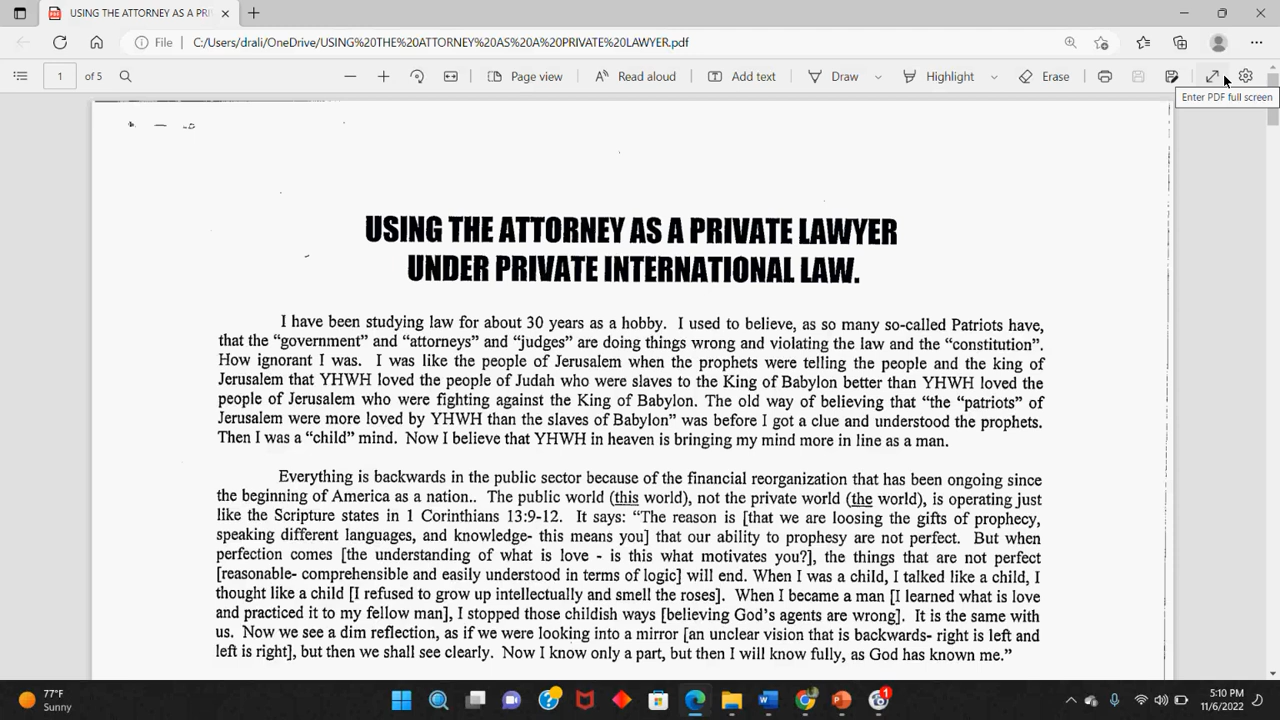 USING THE ATTORNEY AS A PRI
File
C:/Users/drali/OneDrive/USING%20THE%20ATTORNEY%20AS%20A%20PRIVATE%20LAWYER.pdf
1 of 5
Page view
Read aloud
Add text
Draw
Highlight
Erase
Enter PDF full screen
USING THE ATTORNEY AS A PRIVATE LAWYER
UNDER PRIVATE INTERNATIONAL LAW.
I have been studying law for about 30 years as a hobby. I used to believe, as so many so-called Patriots have,
that the “government” and “attorneys” and “judges” are doing things wrong and violating the law and the “constitution”.
How ignorant I was. I was like the people of Jerusalem when the prophets were telling the people and the king of
Jerusalem that YHWH loved the people of Judah who were slaves to the King of Babylon better than YHWH loved the
people of Jerusalem who were fighting against the King of Babylon. The old way of believing that “the “patriots” of
Jerusalem were more loved by YHWH than the slaves of Babylon” was before I got a clue and understood the prophets.
Then I was a “child” mind. Now I believe that YHWH in heaven is bringing my mind more in line as a man.
Everything is backwards in the public sector because of the financial reorganization that has been ongoing since
the beginning of America as a nation.. The public world (this world), not the private world (the world), is operating just
like the Scripture states in 1 Corinthians 13:9-12. It says: “The reason is [that we are loosing the gifts of prophecy,
speaking different languages, and knowledge- this means you] that our ability to prophesy are not perfect. But when
perfection comes [the understanding of what is love - is this what motivates you?], the things that are not perfect
[reasonable- comprehensible and easily understood in terms of logic] will end. When I was a child, I talked like a child, I
thought like a child [I refused to grow up intellectually and smell the roses]. When I became a man [I learned what is love
and practiced it to my fellow man], I stopped those childish ways [believing God’s agents are wrong]. It is the same with
us. Now we see a dim reflection, as if we were looking into a mirror [an unclear vision that is backwards- right is left and
left is right], but then we shall see clearly. Now I know only a part, but then I will know fully, as God has known me.”
77°F
Sunny
1
5:10 PM
11/6/2022